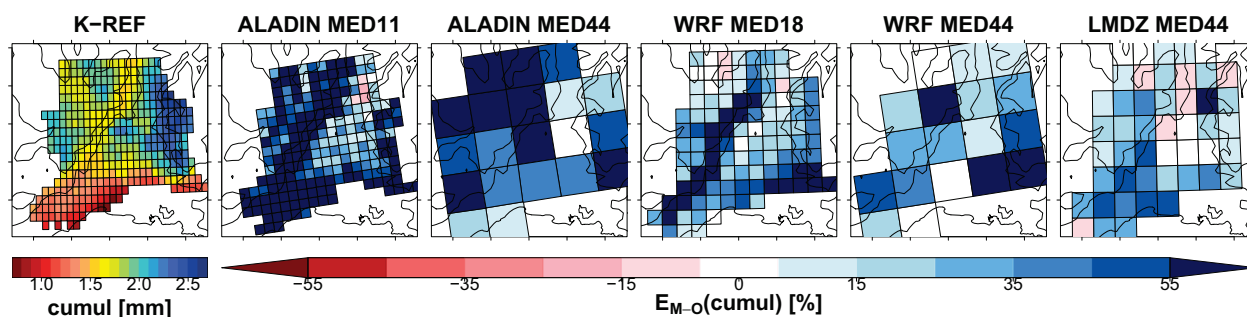 K−REF ALADIN MED11 ALADIN MED44 WRF MED18 WRF MED44 LMDZ MED44
1.0 1.5 2.0 2.5
cumul [mm]
−55 −35 −15 0 15 35 55
E_M−O(cumul) [%]